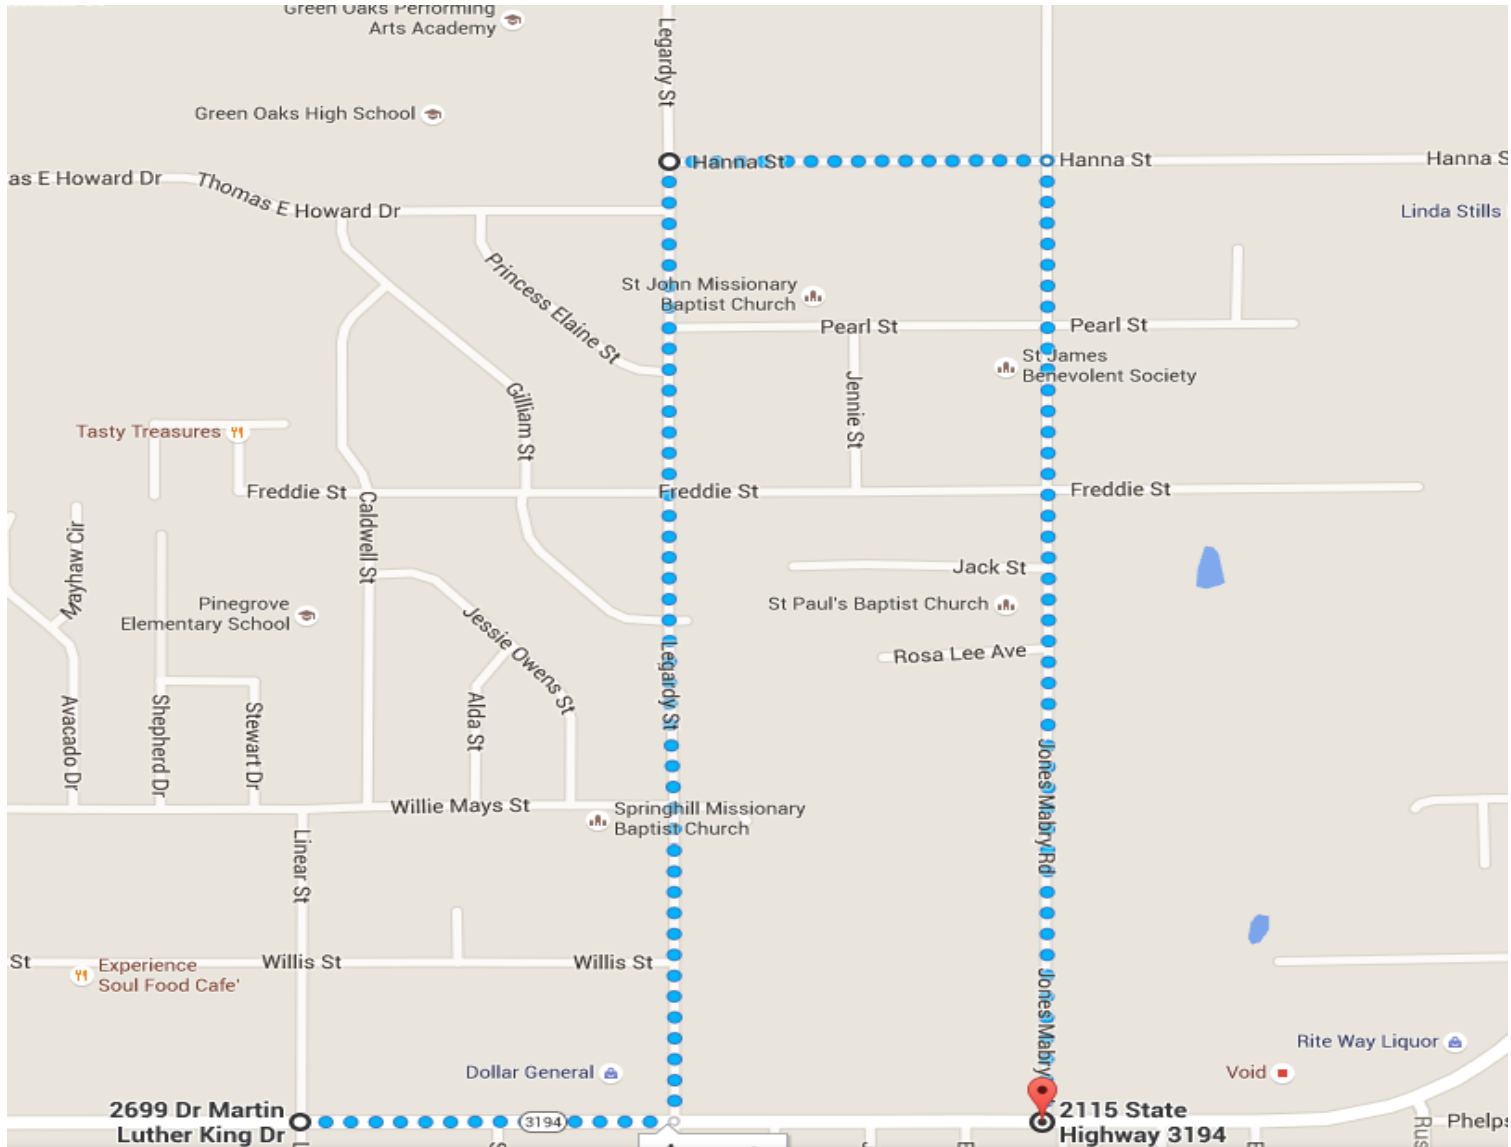 Green Oaks Performing
Arts Academy
Legardy St
Green Oaks High School
Hanna St
Hanna St
Hanna S
as E Howard Dr
Thomas E Howard Dr
Linda Stills
Princess Elaine St
St John Missionary
Baptist Church
Pearl St
Pearl St
St James
Benevolent Society
Jennie St
Gilliam St
Tasty Treasures
Freddie St
Freddie St
Freddie St
Caldwell St
Mayhaw Cir
Jack St
Pinegrove
Elementary School
St Paul's Baptist Church
Jessie Owens St
Rosa Lee Ave
Legardy St
Avacado Dr
Shepherd Dr
Stewart Dr
Alda St
Jones Mabry Rd
Willie Mays St
Springhill Missionary
Baptist Church
Linear St
St
Experience
Soul Food Cafe'
Willis St
Willis St
Jones Mabry
Rite Way Liquor
Dollar General
Void
2699 Dr Martin
Luther King Dr
3194
2115 State
Highway 3194
Rus
Phelps